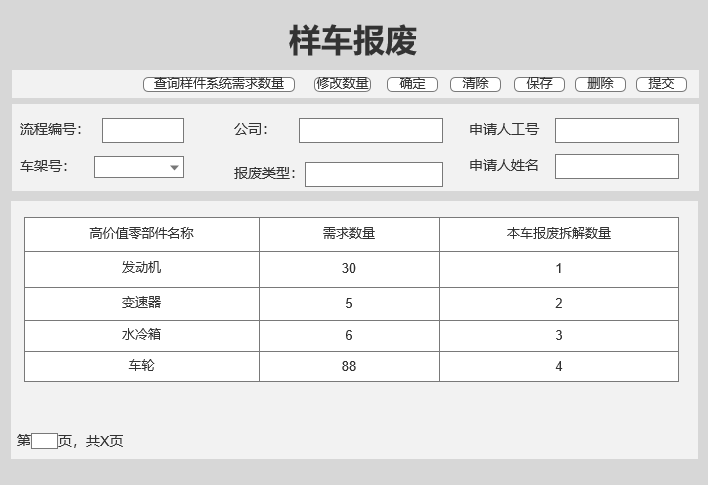 样车报废
查询样件系统需求数量 修改数量 确定 清除 保存 删除 提交
流程编号： 公司： 申请人工号
车架号： 报废类型： 申请人姓名
高价值零部件名称 需求数量 本车报废拆解数量
发动机 30 1
变速器 5 2
水冷箱 6 3
车轮 88 4
第 页，共X页